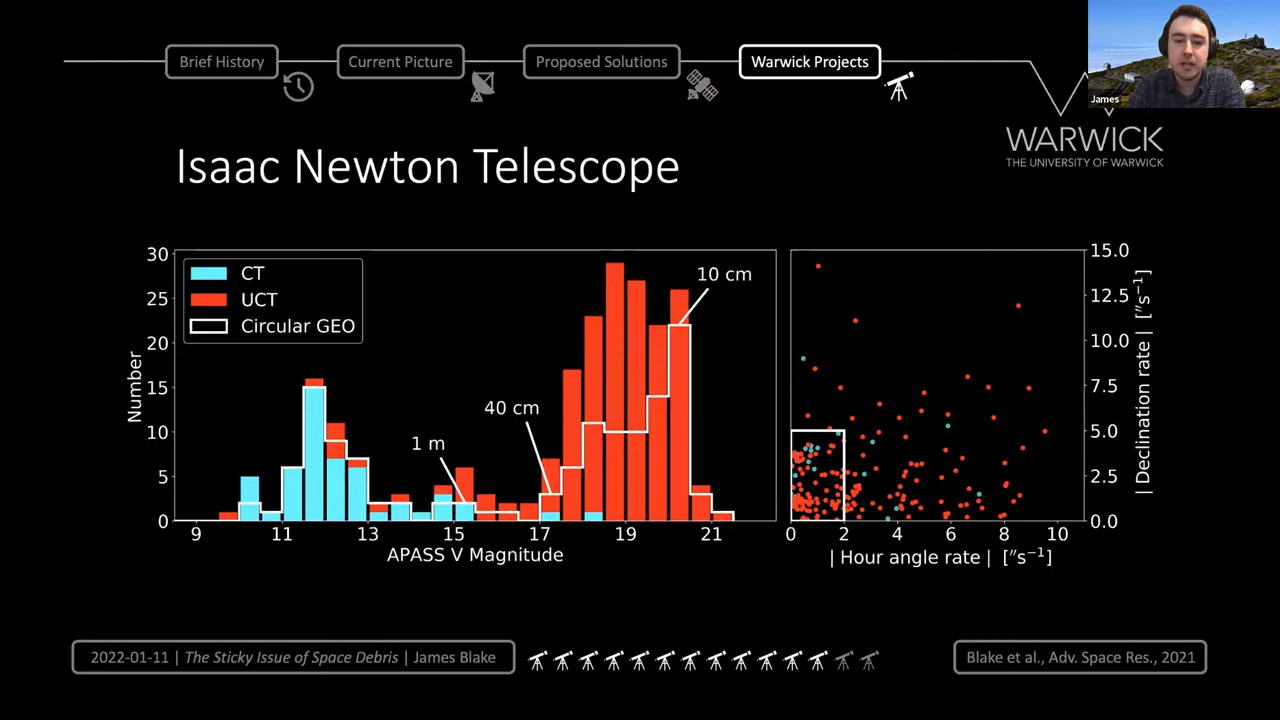 Brief History
Current Picture
Proposed Solutions
Warwick Projects
James
WARWICK
THE UNIVERSITY OF WARWICK
Isaac Newton Telescope
30
25
20
15
10
5
0
Number
CT
UCT
Circular GEO
1 m
40 cm
10 cm
9 11 13 15 17 19 21
APASS V Magnitude
15.0
12.5
10.0
7.5
5.0
2.5
0.0
| Declination rate | [″s⁻¹]
0 2 4 6 8 10
| Hour angle rate | [″s⁻¹]
2022-01-11 | The Sticky Issue of Space Debris | James Blake
Blake et al., Adv. Space Res., 2021